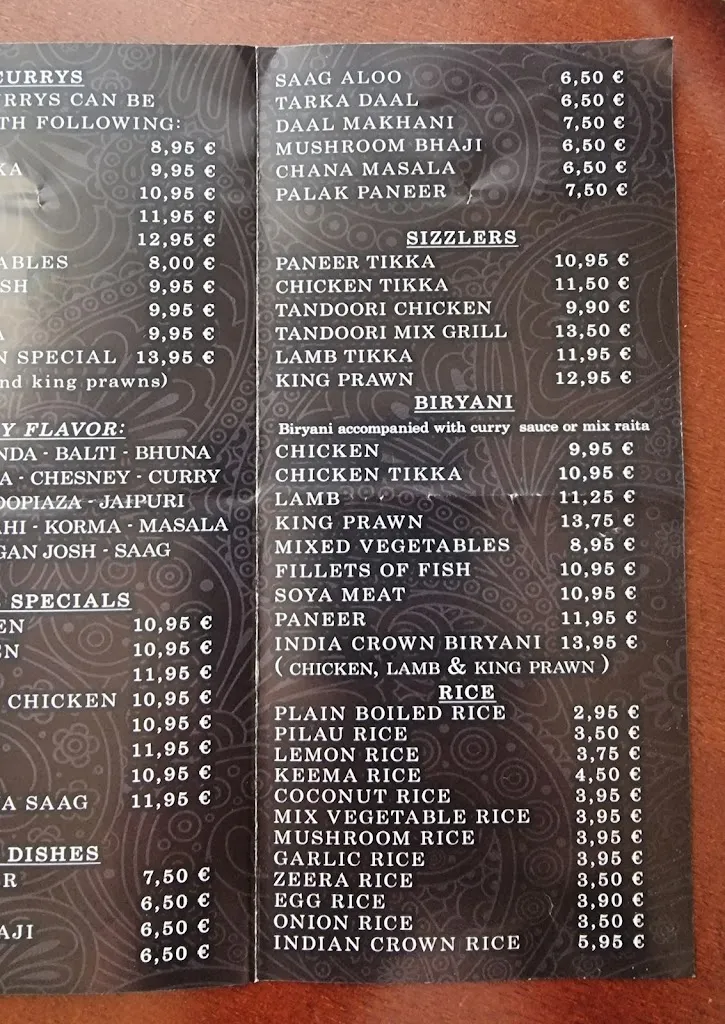 CURRYS
CURRYS CAN BE
TH FOLLOWING:
8,95 €
KA 9,95 €
10,95 €
11,95 €
12,95 €
ABLES 8,00 €
SH 9,95 €
9,95 €
A 9,95 €
N SPECIAL 13,95 €
nd king prawns)
Y FLAVOR:
NDA - BALTI - BHUNA
A - CHESNEY - CURRY
DOPIAZA - JAIPURI
AHI - KORMA - MASALA
GAN JOSH - SAAG
SPECIALS
EN 10,95 €
EN 10,95 €
11,95 €
CHICKEN 10,95 €
10,95 €
11,95 €
10,95 €
A SAAG 11,95 €
DISHES
ER 7,50 €
6,50 €
AJI 6,50 €
6,50 €
SAAG ALOO 6,50 €
TARKA DAAL 6,50 €
DAAL MAKHANI 7,50 €
MUSHROOM BHAJI 6,50 €
CHANA MASALA 6,50 €
PALAK PANEER 7,50 €
SIZZLERS
PANEER TIKKA 10,95 €
CHICKEN TIKKA 11,50 €
TANDOORI CHICKEN 9,90 €
TANDOORI MIX GRILL 13,50 €
LAMB TIKKA 11,95 €
KING PRAWN 12,95 €
BIRYANI
Biryani accompanied with curry sauce or mix raita
CHICKEN 9,95 €
CHICKEN TIKKA 10,95 €
LAMB 11,25 €
KING PRAWN 13,75 €
MIXED VEGETABLES 8,95 €
FILLETS OF FISH 10,95 €
SOYA MEAT 10,95 €
PANEER 11,95 €
INDIA CROWN BIRYANI 13,95 €
( CHICKEN, LAMB & KING PRAWN )
RICE
PLAIN BOILED RICE 2,95 €
PILAU RICE 3,50 €
LEMON RICE 3,75 €
KEEMA RICE 4,50 €
COCONUT RICE 3,95 €
MIX VEGETABLE RICE 3,95 €
MUSHROOM RICE 3,95 €
GARLIC RICE 3,95 €
ZEERA RICE 3,50 €
EGG RICE 3,90 €
ONION RICE 3,50 €
INDIAN CROWN RICE 5,95 €